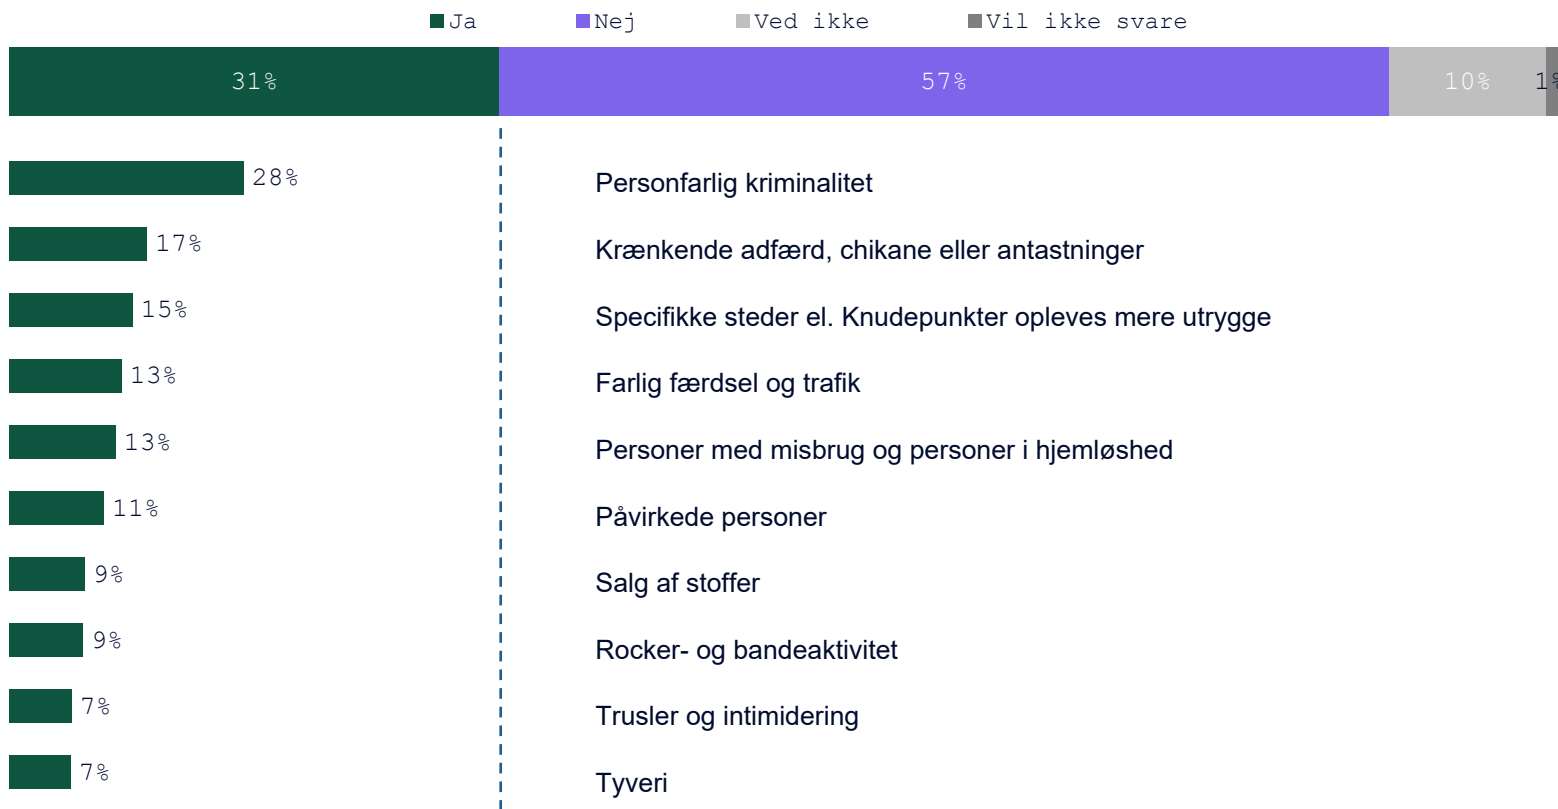 Ja Nej Ved ikke Vil ikke svare
31% 57% 10% 1%
28% Personfarlig kriminalitet
17% Krænkende adfærd, chikane eller antastninger
15% Specifikke steder el. Knudepunkter opleves mere utrygge
13% Farlig færdsel og trafik
13% Personer med misbrug og personer i hjemløshed
11% Påvirkede personer
9% Salg af stoffer
9% Rocker- og bandeaktivitet
7% Trusler og intimidering
7% Tyveri